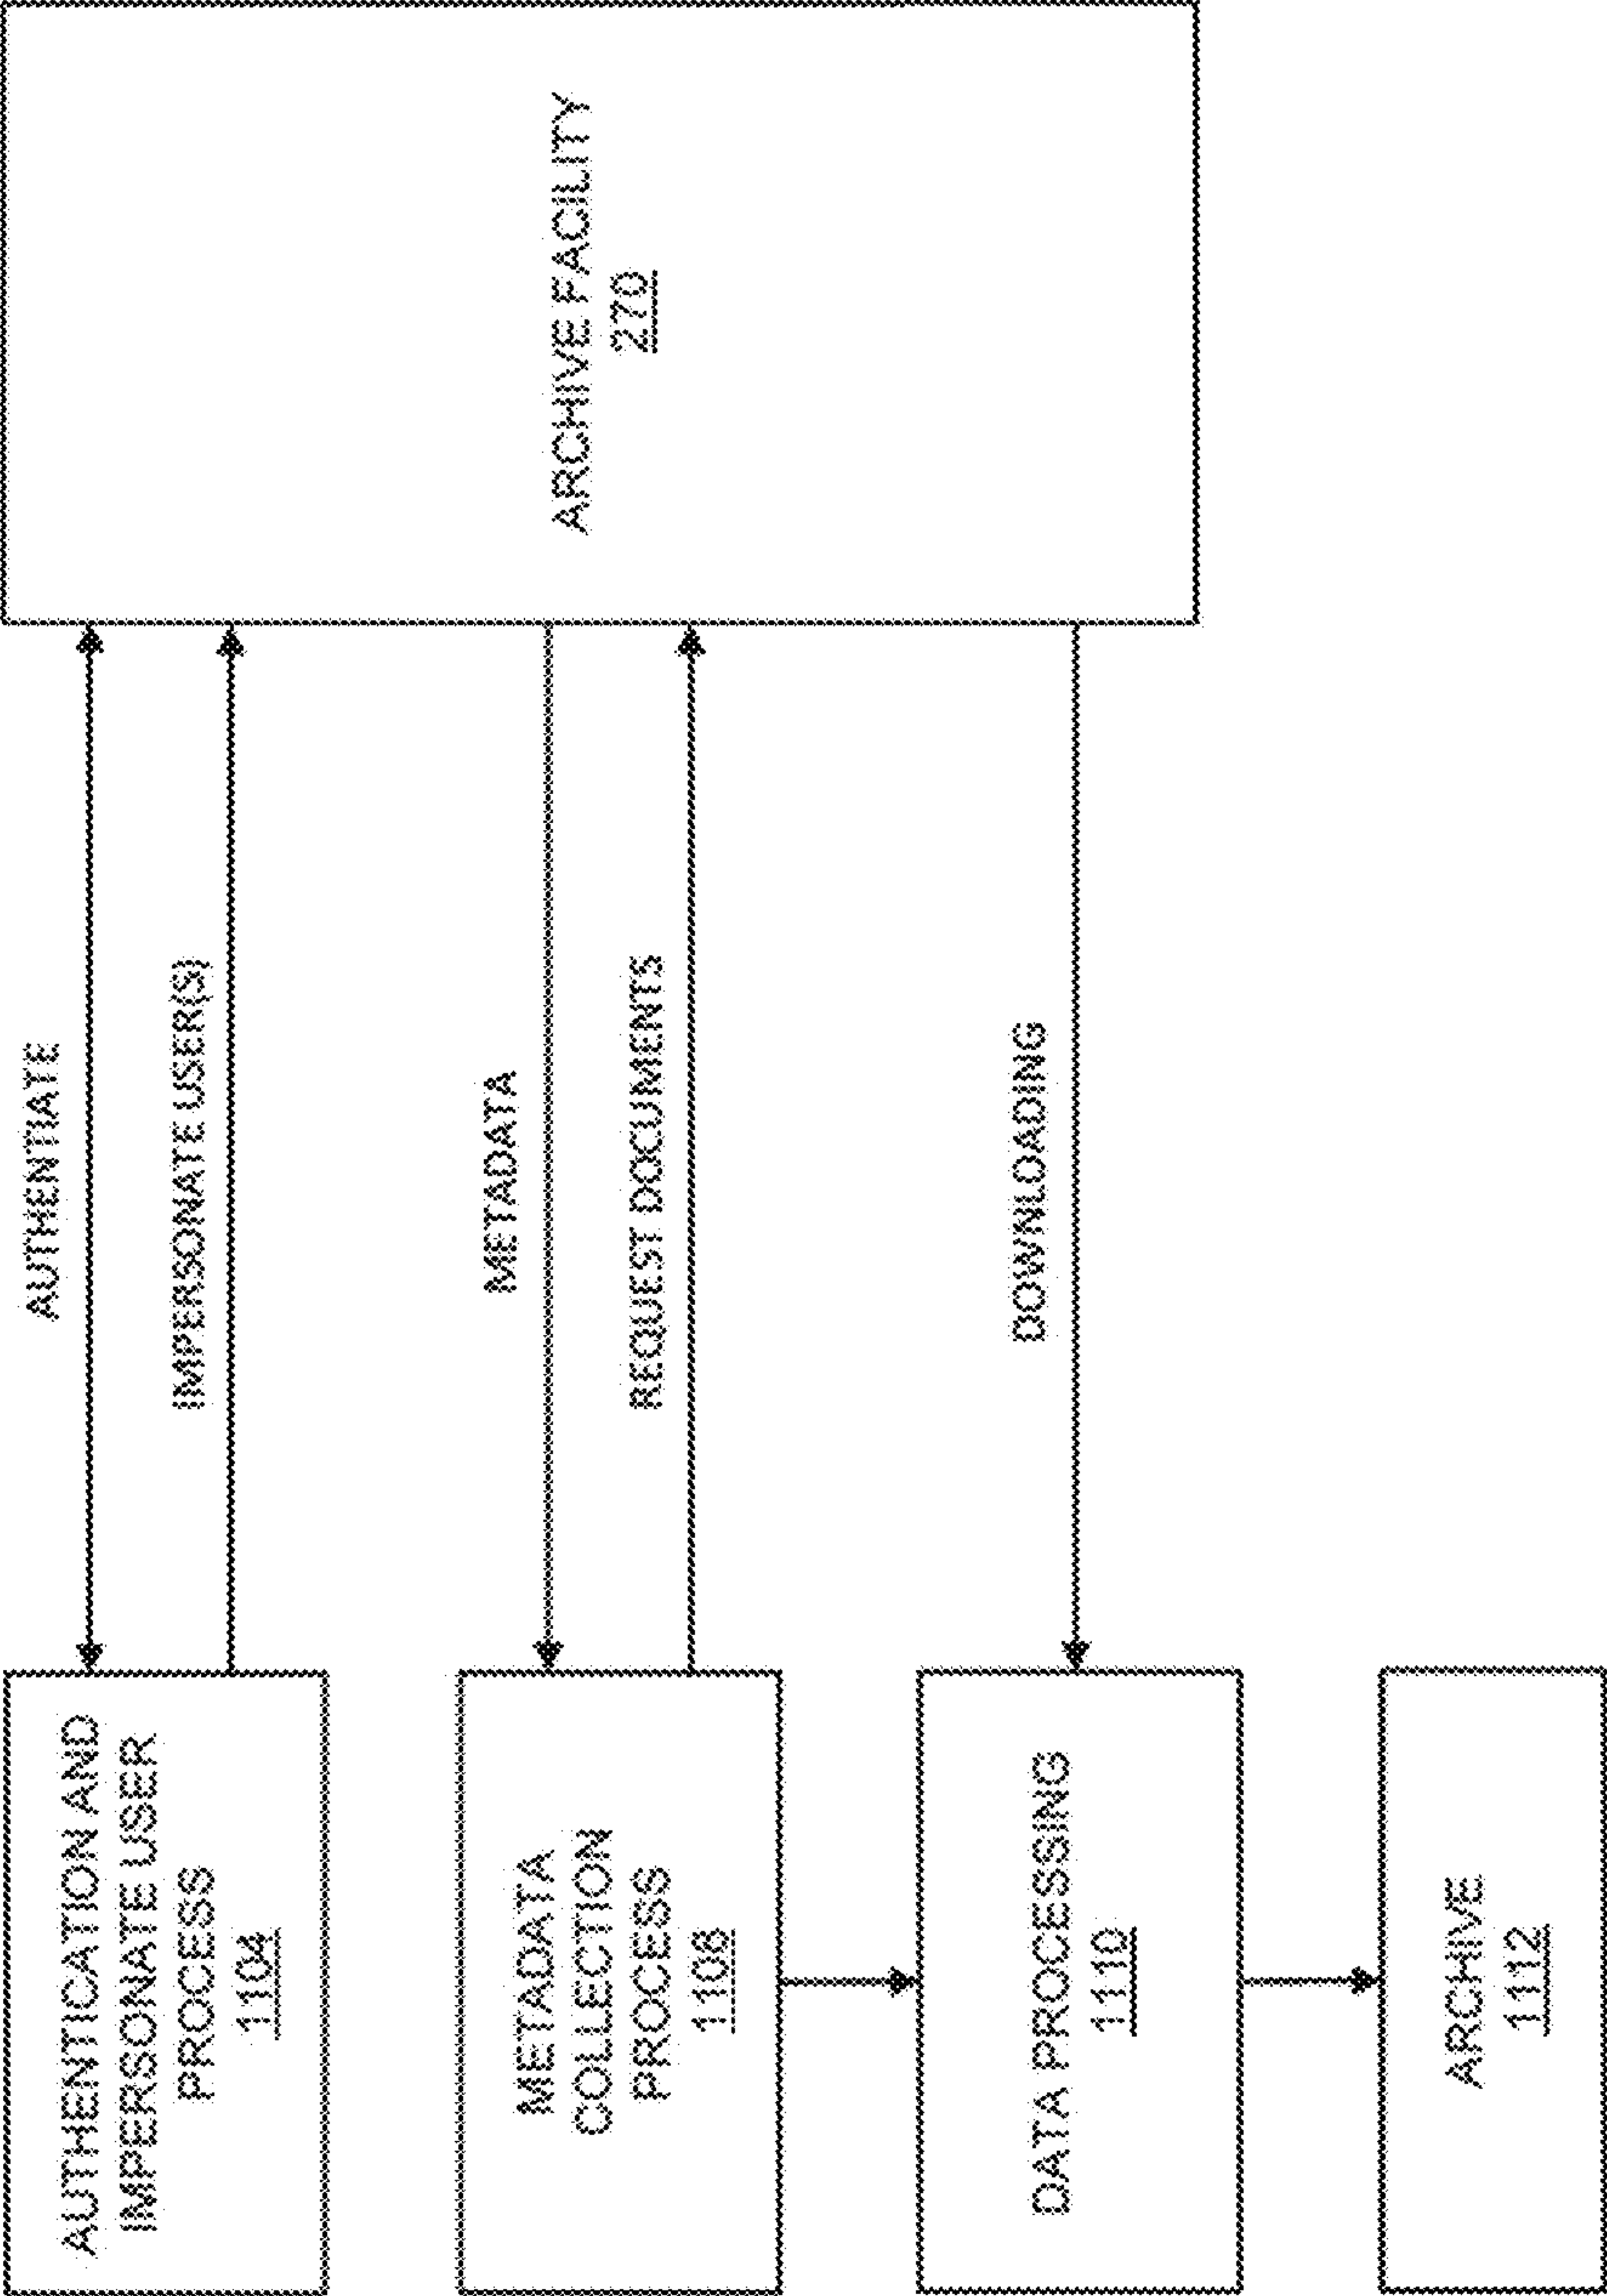 AUTHENTICATION AND
IMPERSONATE USER
PROCESS
1104
AUTHENTIATE
IMPERSONATE USER(S)
METADATA
COLLECTION
PROCESS
1108
METADATA
REQUEST DOCUMENTS
ARCHIVE FACILITY
270
DATA PROCESSING
1110
DOWNLOADING
ARCHIVE
1112